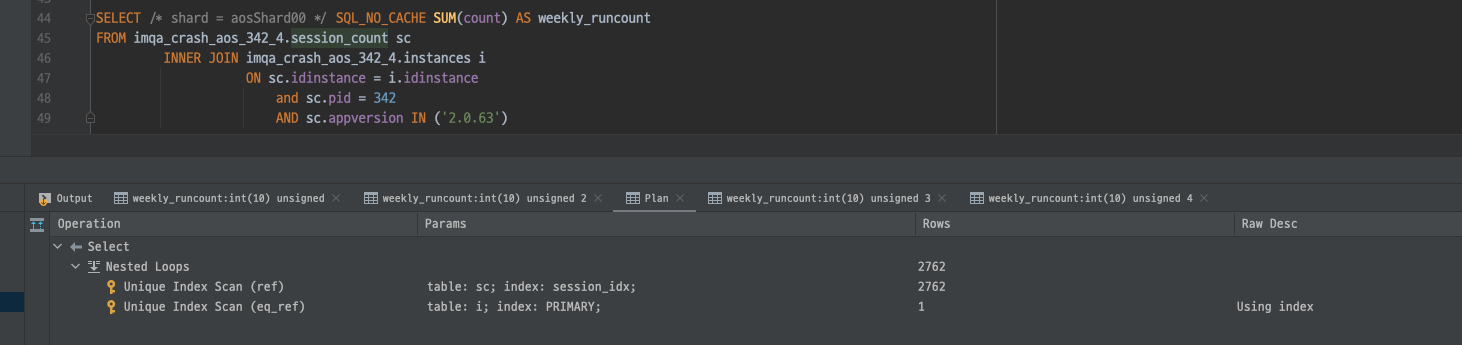 44 SELECT /* shard = aosShard00 */ SQL_NO_CACHE SUM(count) AS weekly_runcount
45 FROM imqa_crash_aos_342_4.session_count sc
46 INNER JOIN imqa_crash_aos_342_4.instances i
47 ON sc.idinstance = i.idinstance
48 and sc.pid = 342
49 AND sc.appversion IN ('2.0.63')
Output weekly_runcount:int(10) unsigned weekly_runcount:int(10) unsigned 2 Plan weekly_runcount:int(10) unsigned 3 weekly_runcount:int(10) unsigned 4
Operation Params Rows Raw Desc
Select
Nested Loops 2762
Unique Index Scan (ref) table: sc; index: session_idx; 2762
Unique Index Scan (eq_ref) table: i; index: PRIMARY; 1 Using index